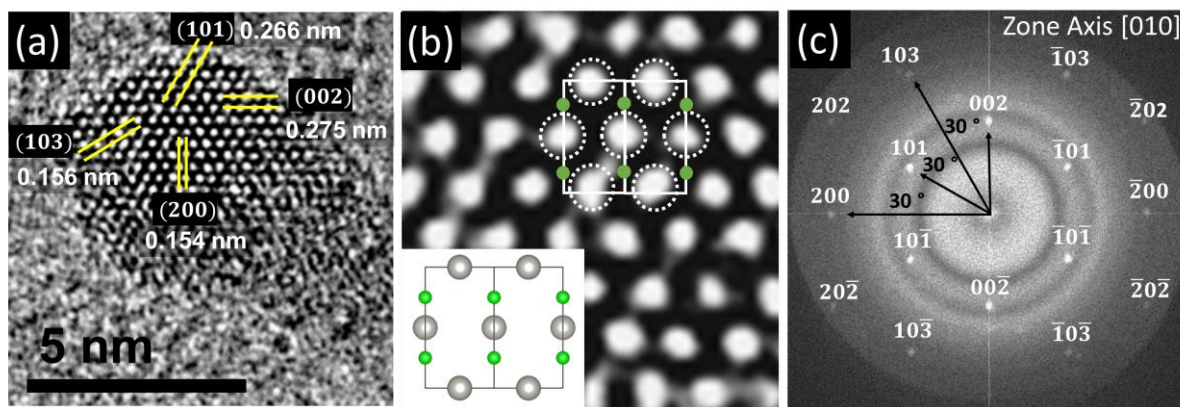 (a)
(101) 0.266 nm
(002)
0.275 nm
(103)
0.156 nm
(200)
0.154 nm
5 nm
(b)
(c)
Zone Axis [010]
103
1̅03
202
002
2̅02
30 °
101
30 °
1̅01
200
30 °
2̅00
101̅
1̅01̅
202̅
002̅
2̅02̅
103̅
1̅03̅